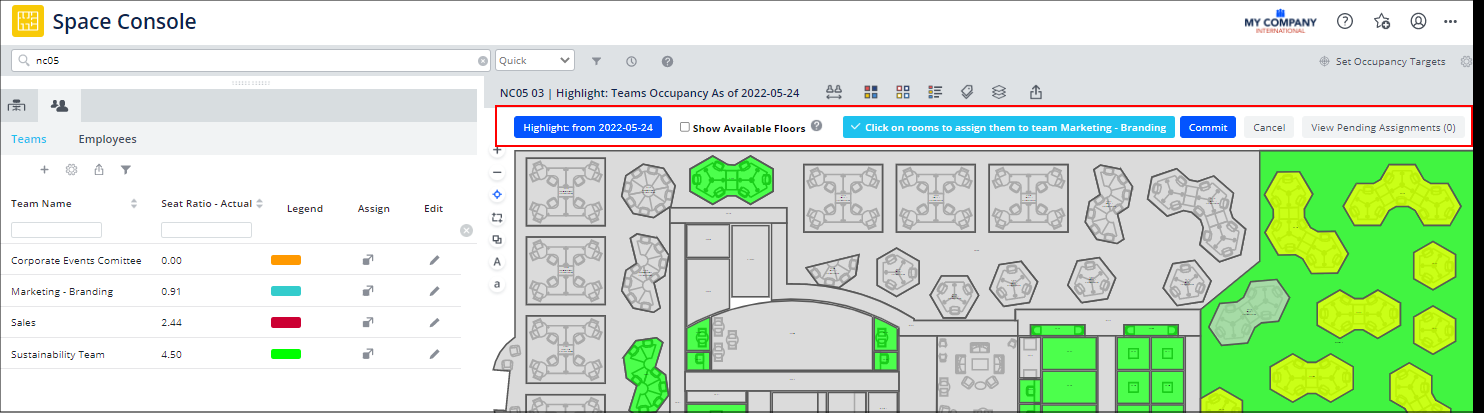 Space Console
MY COMPANY
INTERNATIONAL
nc05
Quick
Set Occupancy Targets
NC05 03 | Highlight: Teams Occupancy As of 2022-05-24
Highlight: from 2022-05-24
Show Available Floors
Click on rooms to assign them to team Marketing - Branding
Commit
Cancel
View Pending Assignments (0)
Teams
Employees
Team Name
Seat Ratio - Actual
Legend
Assign
Edit
Corporate Events Comittee 0.00
Marketing - Branding 0.91
Sales 2.44
Sustainability Team 4.50
A
a